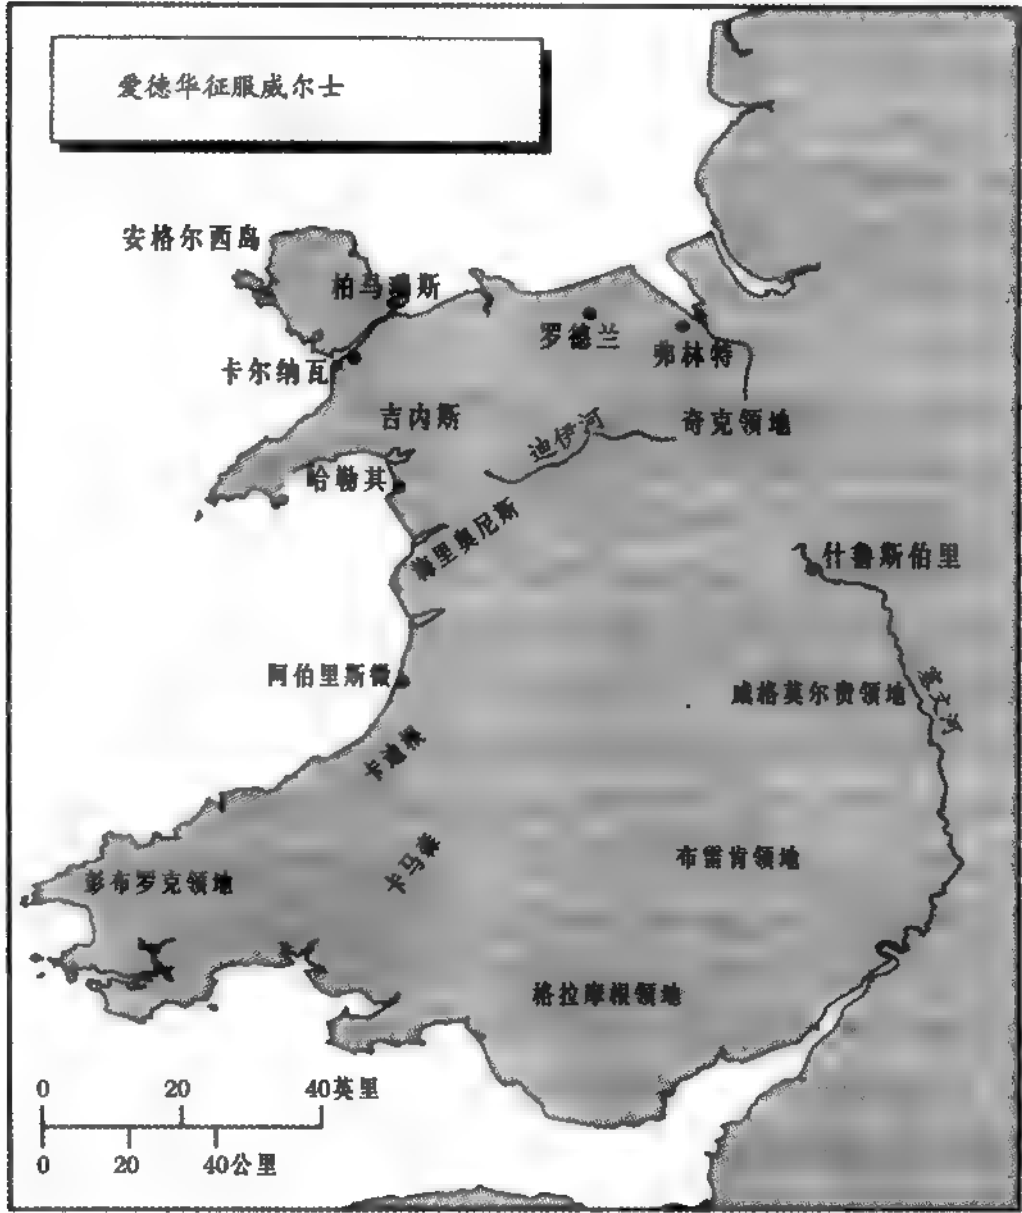 爱德华征服威尔士
安格尔西岛
柏马瑞斯
罗德兰
弗林特
卡尔纳瓦
吉内斯
迪伊河
奇克领地
哈勒其
梅里奥尼斯
什鲁斯伯里
阿伯里斯微
威格莫尔费领地
塞文河
卡迪根
卡马森
布雷肯领地
彭布罗克领地
格拉摩根领地
0 20 40英里
0 20 40公里